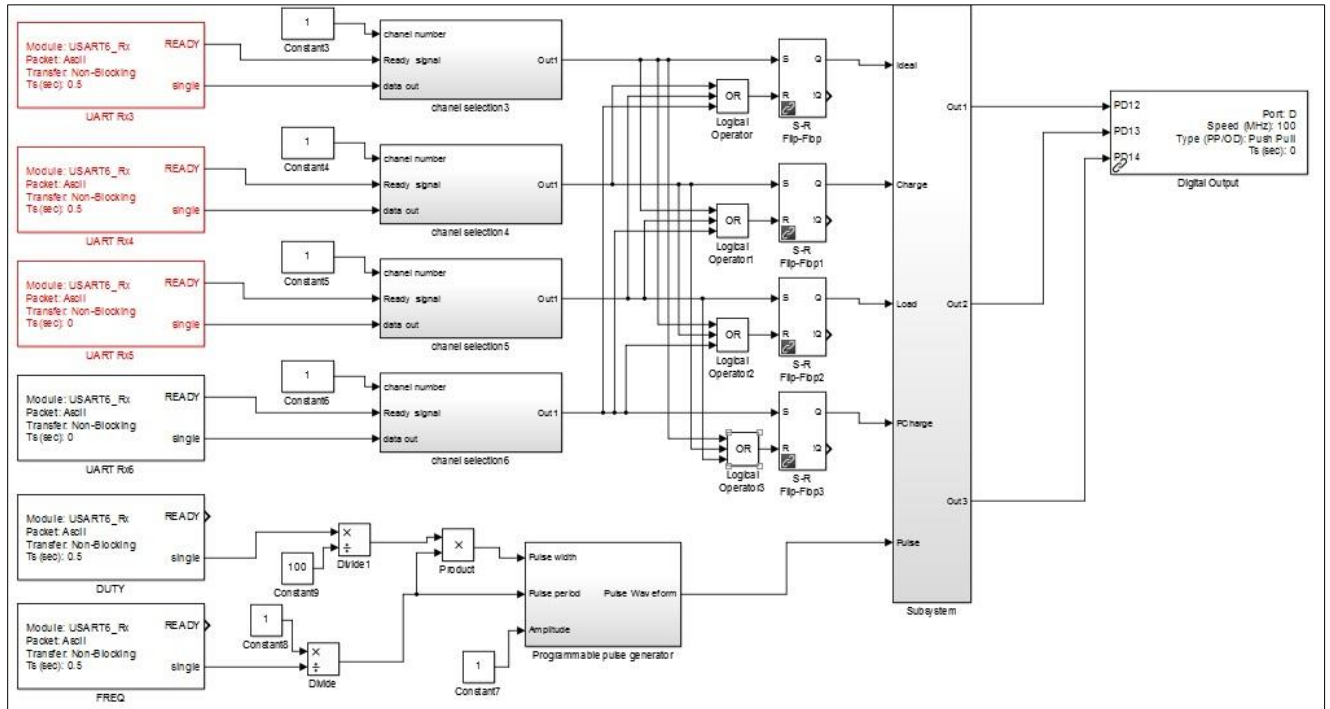 Module: USART6_Rx
Packet: Ascii
Transfer: Non-Blocking
Ts (sec): 0.5
READY
single
UART Rx3
1
Constant3
chanel number
Ready signal
data out
Out1
chanel selection3
Module: USART6_Rx
Packet: Ascii
Transfer: Non-Blocking
Ts (sec): 0.5
READY
single
UART Rx4
1
Constant4
chanel number
Ready signal
data out
Out1
chanel selection4
Module: USART6_Rx
Packet: Ascii
Transfer: Non-Blocking
Ts (sec): 0
READY
single
UART Rx5
1
Constant5
chanel number
Ready signal
data out
Out1
chanel selection5
Module: USART6_Rx
Packet: Ascii
Transfer: Non-Blocking
Ts (sec): 0
READY
single
UART Rx6
1
Constant6
chanel number
Ready signal
data out
Out1
chanel selection6
OR
Logical
Operator
S
Q
R
!Q
S-R
Flip-Flop
OR
Logical
Operator1
S
Q
R
!Q
S-R
Flip-Flop1
OR
Logical
Operator2
S
Q
R
!Q
S-R
Flip-Flop2
OR
Logical
Operator3
S
Q
R
!Q
S-R
Flip-Flop3
Module: USART6_Rx
Packet: Ascii
Transfer: Non-Blocking
Ts (sec): 0.5
READY
single
DUTY
100
Constant9
×
÷
Divide1
×
Product
Module: USART6_Rx
Packet: Ascii
Transfer: Non-Blocking
Ts (sec): 0.5
READY
single
FREQ
1
Constant8
×
÷
Divide
1
Constant7
Pulse width
Pulse period
Amplitude
Pulse Waveform
Programmable pulse generator
Ideal
Charge
Load
PCharge
Pulse
Out1
Out2
Out3
Subsystem
PD12
PD13
PD14
Port: D
Speed (MHz): 100
Type (PP/OD): Push Pull
Ts (sec): 0
Digital Output